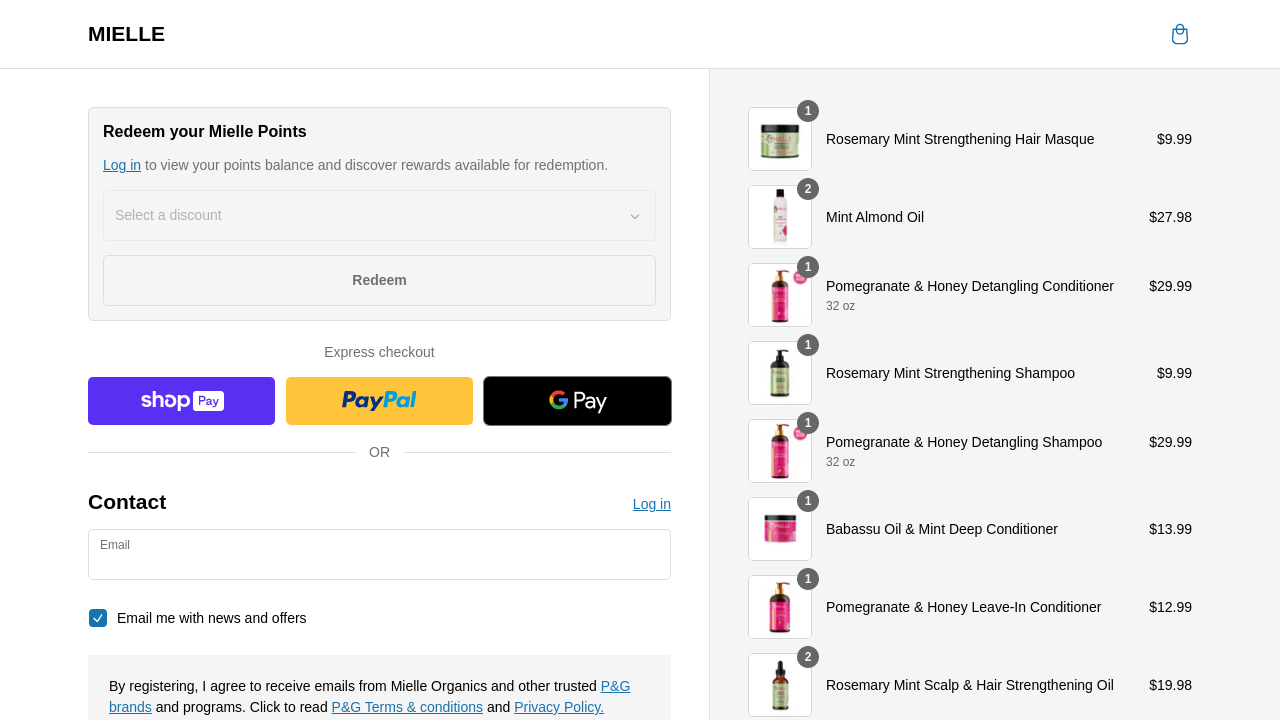 MIELLE
Redeem your Mielle Points
Log in to view your points balance and discover rewards available for redemption.
Select a discount
Redeem
Express checkout
shop Pay
PayPal
G Pay
OR
Contact
Log in
Email
Email me with news and offers
By registering, I agree to receive emails from Mielle Organics and other trusted P&G
brands and programs. Click to read P&G Terms & conditions and Privacy Policy.
1
Rosemary Mint Strengthening Hair Masque
$9.99
2
Mint Almond Oil
$27.98
1
Pomegranate & Honey Detangling Conditioner
32 oz
$29.99
1
Rosemary Mint Strengthening Shampoo
$9.99
1
Pomegranate & Honey Detangling Shampoo
32 oz
$29.99
1
Babassu Oil & Mint Deep Conditioner
$13.99
1
Pomegranate & Honey Leave-In Conditioner
$12.99
2
Rosemary Mint Scalp & Hair Strengthening Oil
$19.98